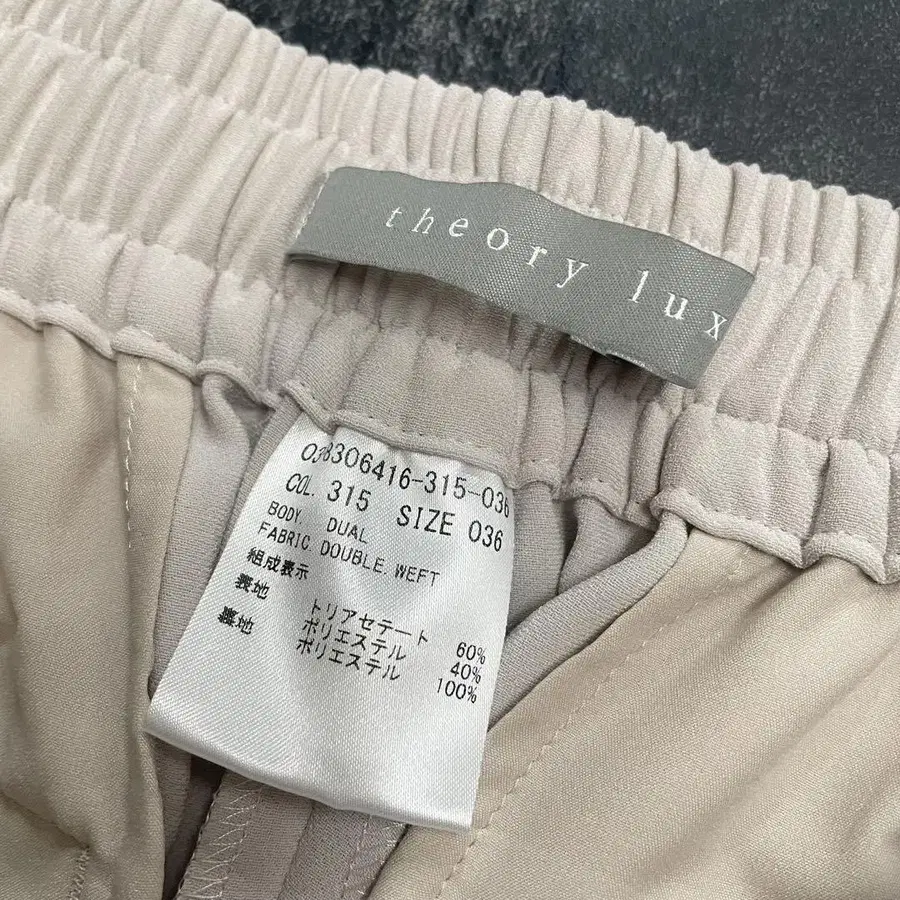 theory lux
038306416-315-036
COL. 315 SIZE 036
BODY. DUAL
FABRIC. DOUBLE. WEFT
組成表示
表地 トリアセテート 60%
ポリエステル 40%
裏地 ポリエステル 100%